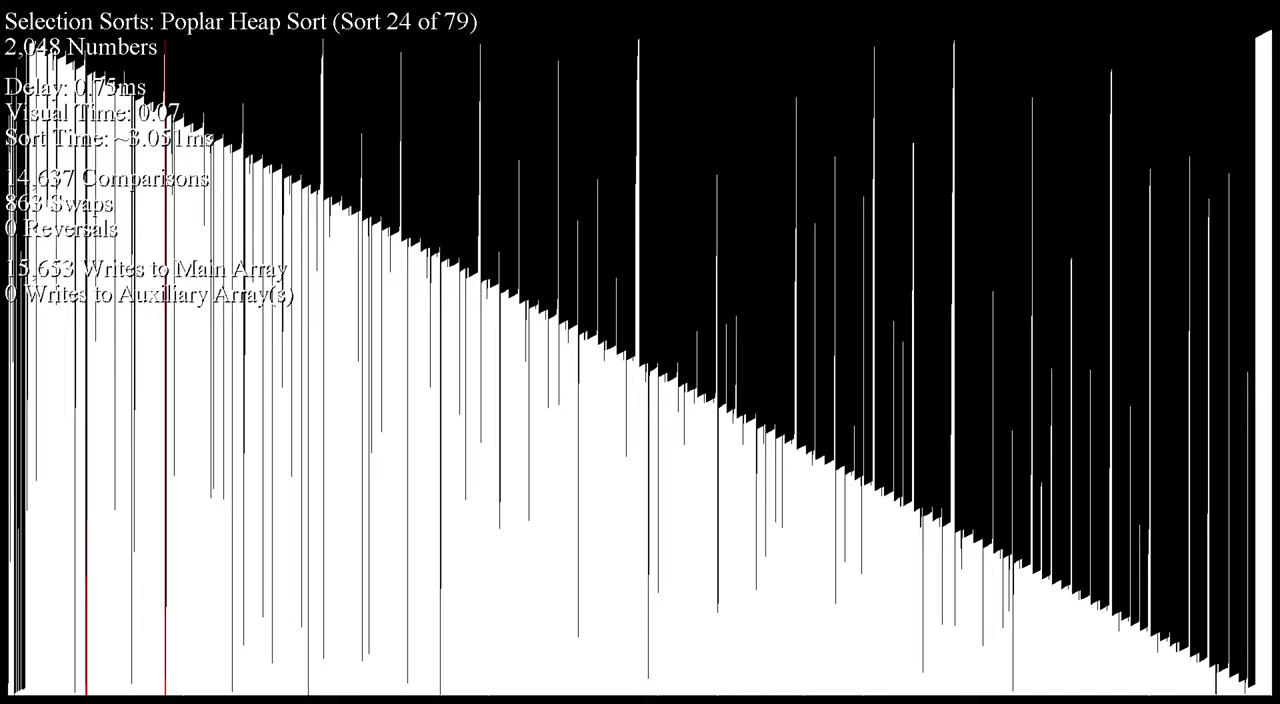 Selection Sorts: Poplar Heap Sort (Sort 24 of 79)
2,048 Numbers
Delay: 0.75ms
Visual Time: 0:07
Sort Time: ~3.051ms
14,637 Comparisons
863 Swaps
0 Reversals
15,653 Writes to Main Array
0 Writes to Auxiliary Array(s)